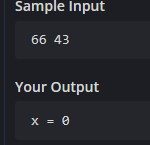 Sample Input
66 43
Your Output
x = 0